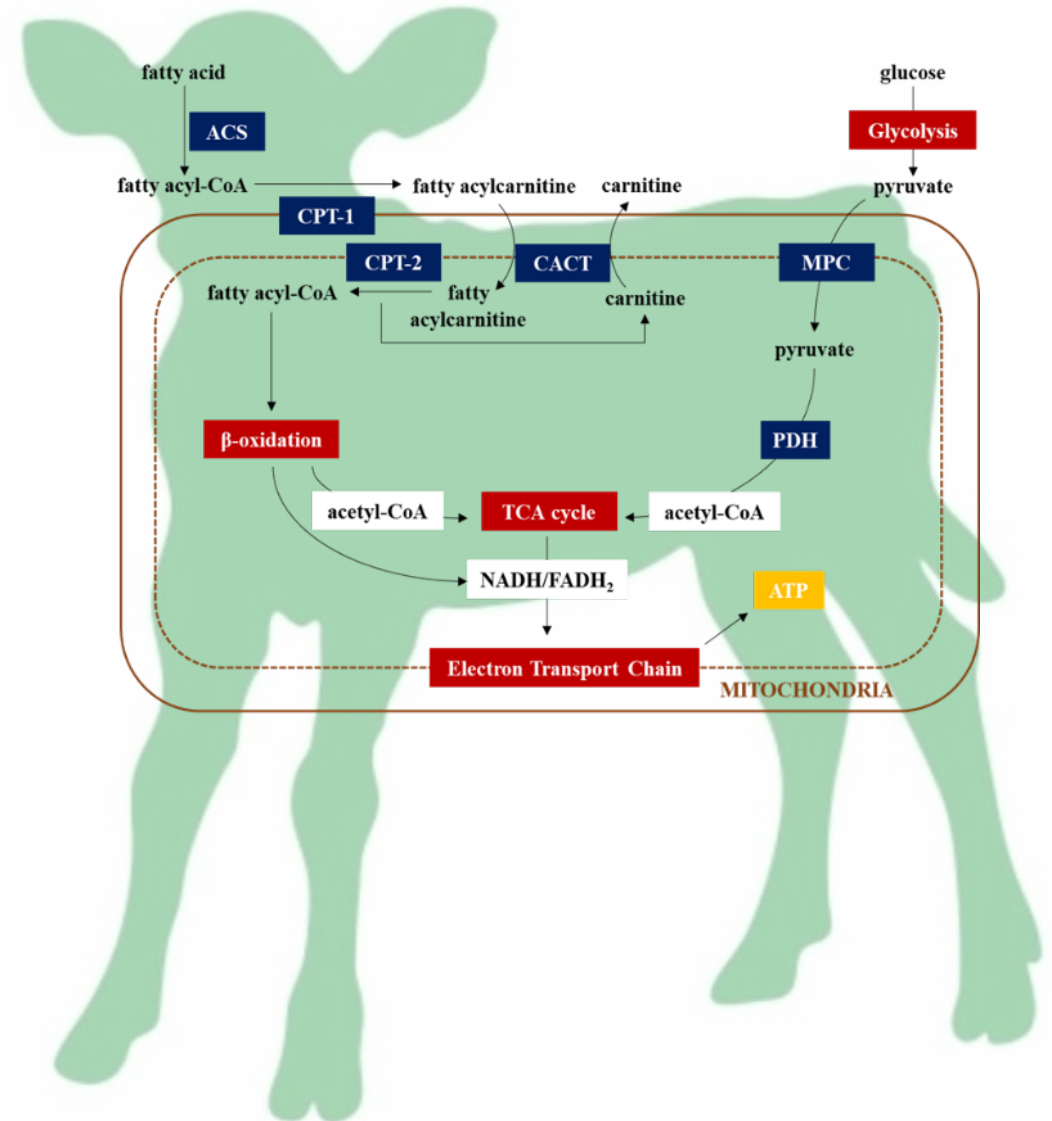 fatty acid
glucose
ACS
Glycolysis
fatty acyl-CoA
fatty acylcarnitine
carnitine
pyruvate
CPT-1
CPT-2
CACT
MPC
fatty acyl-CoA
fatty
acylcarnitine
carnitine
pyruvate
β-oxidation
PDH
acetyl-CoA
TCA cycle
acetyl-CoA
NADH/FADH₂
ATP
Electron Transport Chain
MITOCHONDRIA